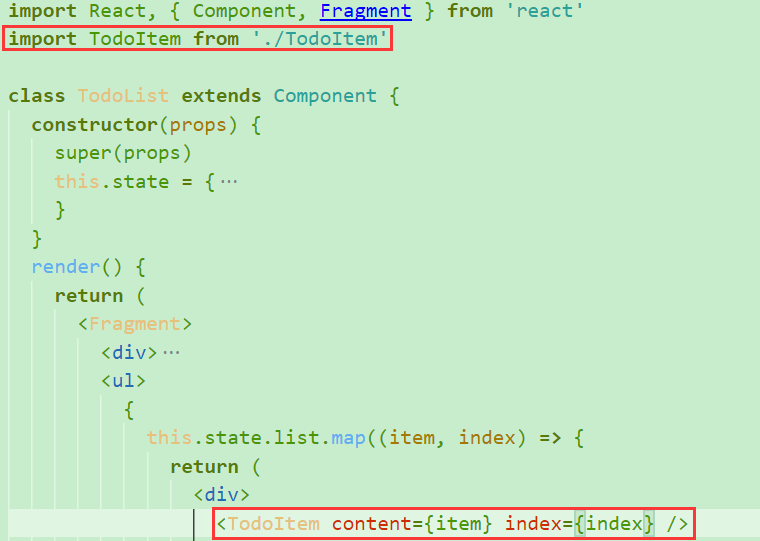 import React, { Component, Fragment } from 'react'
import TodoItem from './TodoItem'
class TodoList extends Component {
constructor(props) {
super(props)
this.state = {···
}
}
render() {
return (
<Fragment>
<div>···
<ul>
{
this.state.list.map((item, index) => {
return (
<div>
<TodoItem content={item} index={index} />